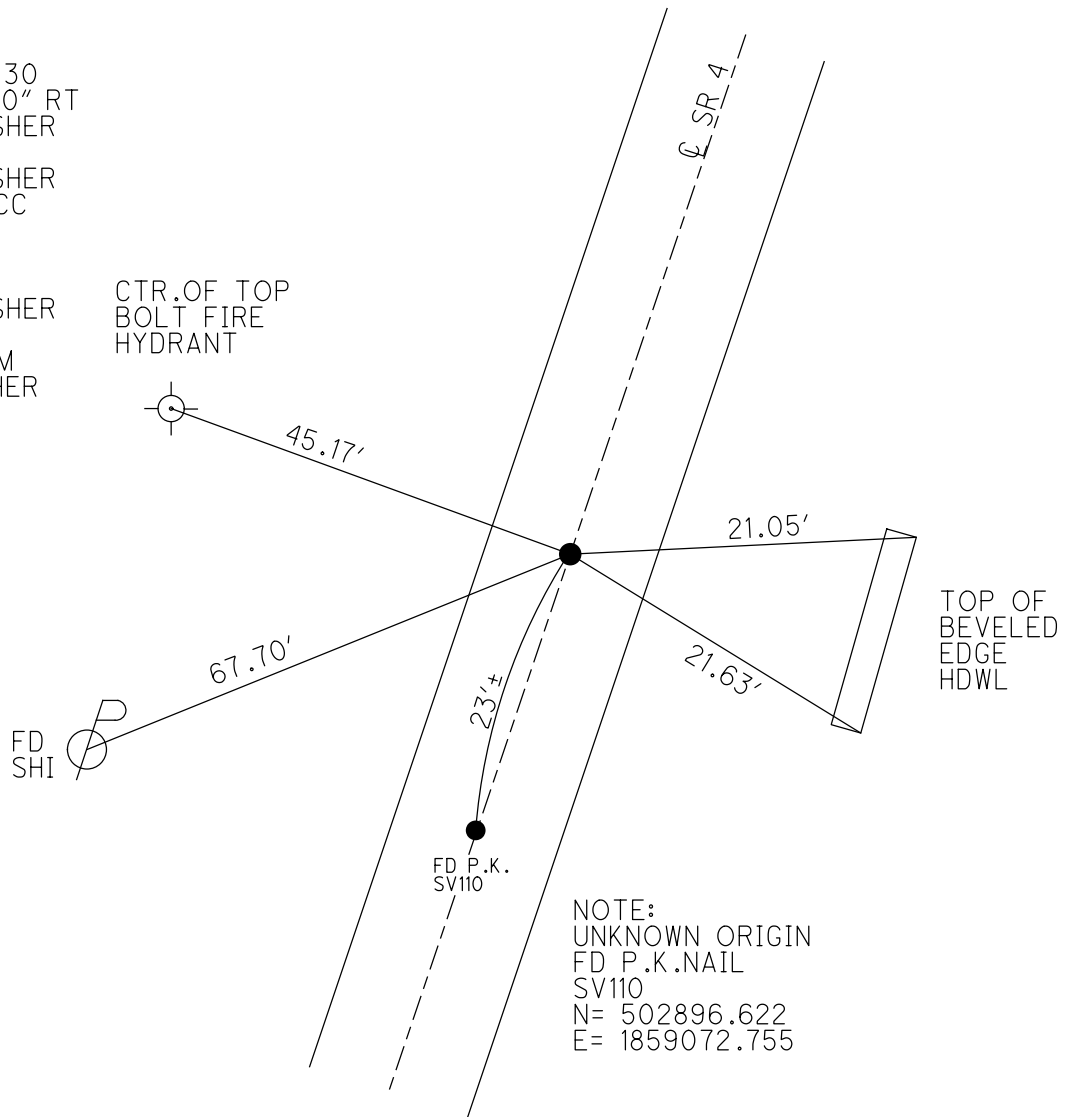 30
0" RT
SHER
SHER
CC
SHER
M
HER
℄ SR 4
CTR.OF TOP
BOLT FIRE
HYDRANT
45.17'
21.05'
TOP OF
BEVELED
EDGE
HDWL
67.70'
21.63'
23'±
FD
SHI
FD P.K.
SV110
NOTE:
UNKNOWN ORIGIN
FD P.K.NAIL
SV110
N= 502896.622
E= 1859072.755